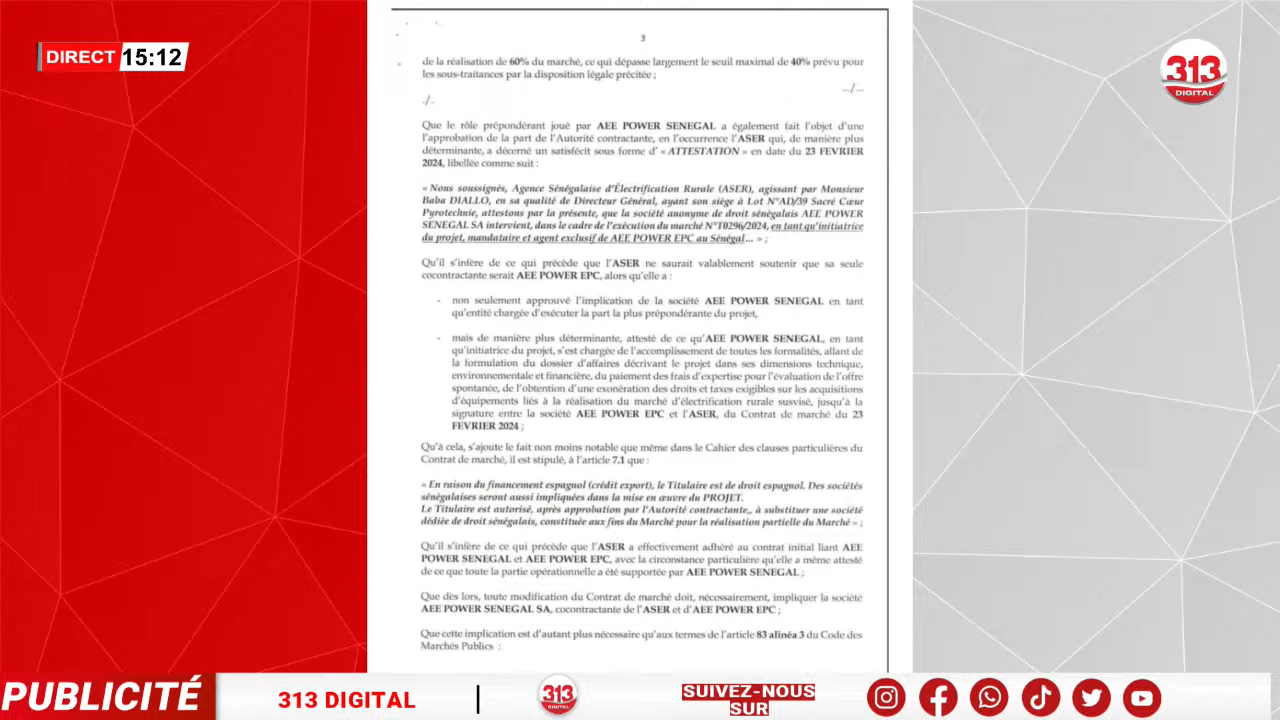 DIRECT 15:12
313
DIGITAL
3
de la réalisation de 60% du marché, ce qui dépasse largement le seuil maximal de 40% prévu pour
les sous-traitances par la disposition légale précitée ;
.../...
./.
Que le rôle prépondérant joué par AEE POWER SENEGAL a également fait l'objet d'une
l'approbation de la part de l'Autorité contractante, en l'occurrence l'ASER qui, de manière plus
déterminante, a décerné un satisfécit sous forme d' « ATTESTATION » en date du 23 FEVRIER
2024, libellée comme suit :
« Nous soussignés, Agence Sénégalaise d'Électrification Rurale (ASER), agissant par Monsieur
Baba DIALLO, en sa qualité de Directeur Général, ayant son siège à Lot N°AD/39 Sacré Cœur
Pyrotechnie, attestons par la présente, que la société anonyme de droit sénégalais AEE POWER
SENEGAL SA intervient, dans le cadre de l'exécution du marché N°T0296/2024, en tant qu'initiatrice
du projet, mandataire et agent exclusif de AEE POWER EPC au Sénégal... » ;
Qu'il s'infère de ce qui précède que l'ASER ne saurait valablement soutenir que sa seule
cocontractante serait AEE POWER EPC, alors qu'elle a :
- non seulement approuvé l'implication de la société AEE POWER SENEGAL en tant
qu'entité chargée d'exécuter la part la plus prépondérante du projet,
- mais de manière plus déterminante, attesté de ce qu'AEE POWER SENEGAL, en tant
qu'initiatrice du projet, s'est chargée de l'accomplissement de toutes les formalités, allant de
la formulation du dossier d'affaires décrivant le projet dans ses dimensions technique,
environnementale et financière, du paiement des frais d'expertise pour l'évaluation de l'offre
spontanée, de l'obtention d'une exonération des droits et taxes exigibles sur les acquisitions
d'équipements liés à la réalisation du marché d'électrification rurale susvisé, jusqu'à la
signature entre la société AEE POWER EPC et l'ASER, du Contrat de marché du 23
FEVRIER 2024 ;
Qu'à cela, s'ajoute le fait non moins notable que même dans le Cahier des clauses particulières du
Contrat de marché, il est stipulé, à l'article 7.1 que :
« En raison du financement espagnol (crédit export), le Titulaire est de droit espagnol. Des sociétés
sénégalaises seront aussi impliquées dans la mise en œuvre du PROJET.
Le Titulaire est autorisé, après approbation par l'Autorité contractante,, à substituer une société
dédiée de droit sénégalais, constituée aux fins du Marché pour la réalisation partielle du Marché » ;
Qu'il s'infère de ce qui précède que l'ASER a effectivement adhéré au contrat initial liant AEE
POWER SENEGAL et AEE POWER EPC, avec la circonstance particulière qu'elle a même attesté
de ce que toute la partie opérationnelle a été supportée par AEE POWER SENEGAL ;
Que dès lors, toute modification du Contrat de marché doit, nécessairement, impliquer la société
AEE POWER SENEGAL SA, cocontractante de l'ASER et d'AEE POWER EPC ;
Que cette implication est d'autant plus nécessaire qu'aux termes de l'article 83 alinéa 3 du Code des
Marchés Publics :
PUBLICITÉ
313 DIGITAL |
313
DIGITAL
SUIVEZ-NOUS
SUR